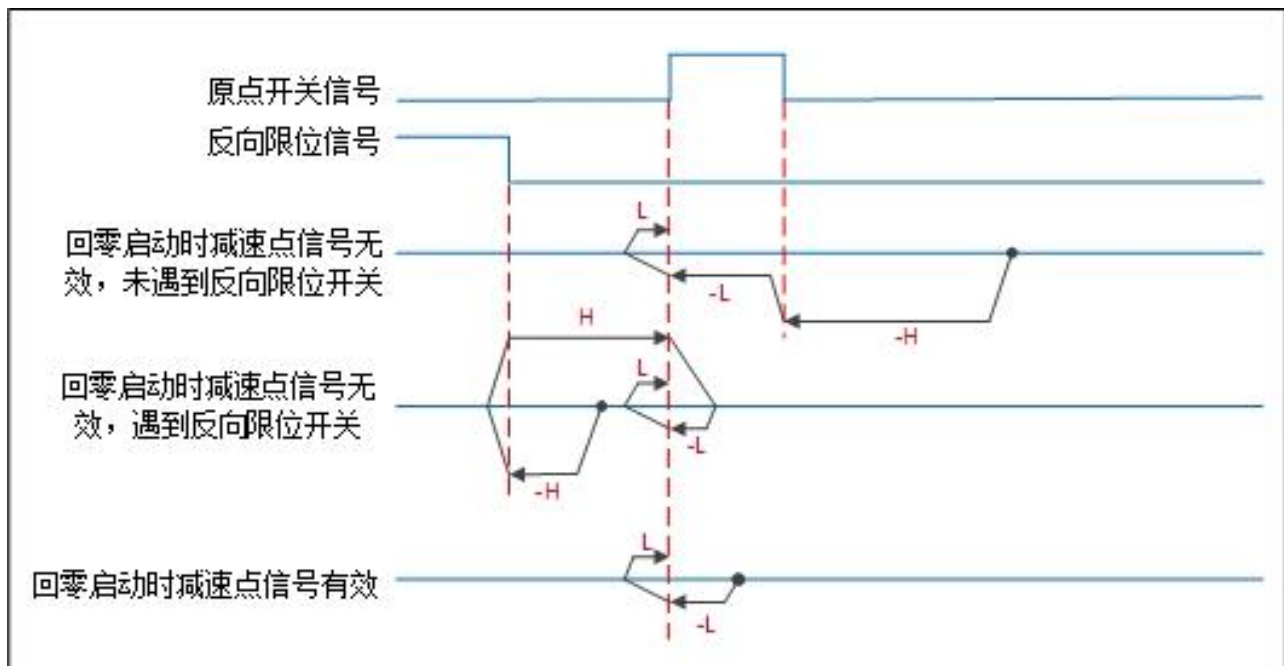 原点开关信号
反向限位信号
回零启动时减速点信号无
效，未遇到反向限位开关
L
-L
-H
H
回零启动时减速点信号无
效，遇到反向限位开关
L
-L
-H
L
回零启动时减速点信号有效
-L